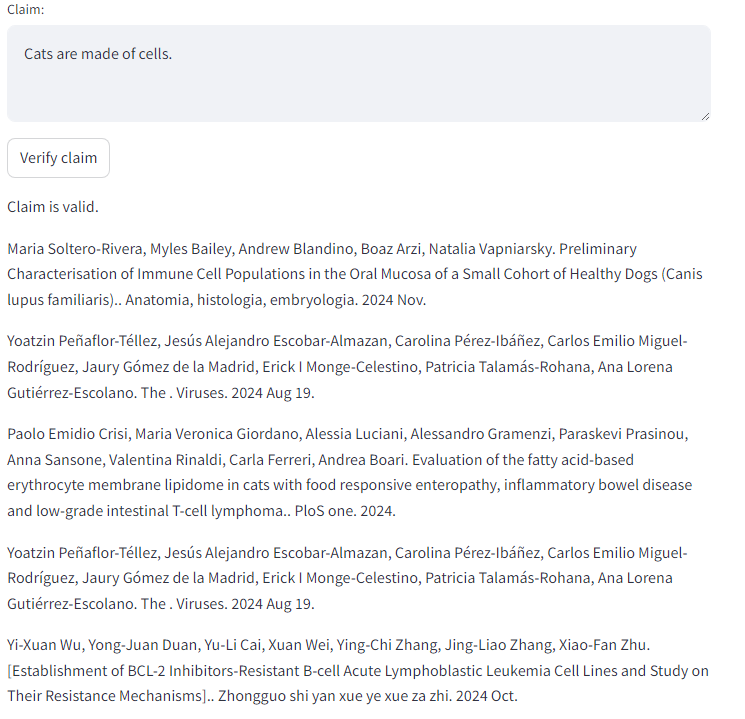 Claim:
Cats are made of cells.
Verify claim
Claim is valid.
Maria Soltero-Rivera, Myles Bailey, Andrew Blandino, Boaz Arzi, Natalia Vapniarsky. Preliminary
Characterisation of Immune Cell Populations in the Oral Mucosa of a Small Cohort of Healthy Dogs (Canis
lupus familiaris).. Anatomia, histologia, embryologia. 2024 Nov.
Yoatzin Peñaflor-Téllez, Jesús Alejandro Escobar-Almazan, Carolina Pérez-Ibáñez, Carlos Emilio Miguel-
Rodríguez, Jaury Gómez de la Madrid, Erick I Monge-Celestino, Patricia Talamás-Rohana, Ana Lorena
Gutiérrez-Escolano. The . Viruses. 2024 Aug 19.
Paolo Emidio Crisi, Maria Veronica Giordano, Alessia Luciani, Alessandro Gramenzi, Paraskevi Prasinou,
Anna Sansone, Valentina Rinaldi, Carla Ferreri, Andrea Boari. Evaluation of the fatty acid-based
erythrocyte membrane lipidome in cats with food responsive enteropathy, inflammatory bowel disease
and low-grade intestinal T-cell lymphoma.. PloS one. 2024.
Yoatzin Peñaflor-Téllez, Jesús Alejandro Escobar-Almazan, Carolina Pérez-Ibáñez, Carlos Emilio Miguel-
Rodríguez, Jaury Gómez de la Madrid, Erick I Monge-Celestino, Patricia Talamás-Rohana, Ana Lorena
Gutiérrez-Escolano. The . Viruses. 2024 Aug 19.
Yi-Xuan Wu, Yong-Juan Duan, Yu-Li Cai, Xuan Wei, Ying-Chi Zhang, Jing-Liao Zhang, Xiao-Fan Zhu.
[Establishment of BCL-2 Inhibitors-Resistant B-cell Acute Lymphoblastic Leukemia Cell Lines and Study on
Their Resistance Mechanisms].. Zhongguo shi yan xue ye xue za zhi. 2024 Oct.